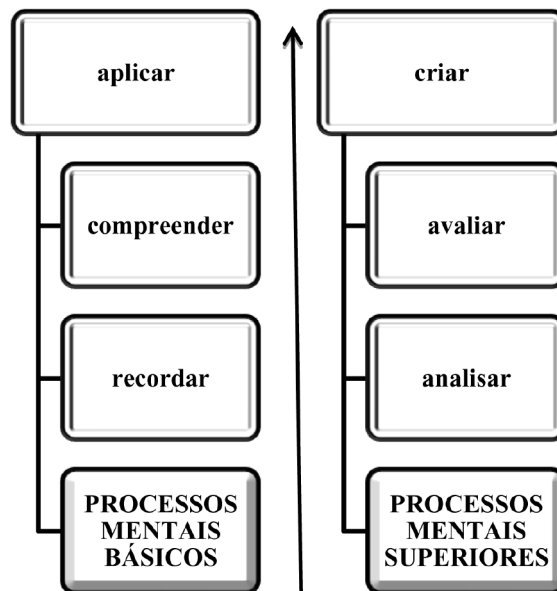 aplicar
compreender
recordar
PROCESSOS
MENTAIS
BÁSICOS
criar
avaliar
analisar
PROCESSOS
MENTAIS
SUPERIORES